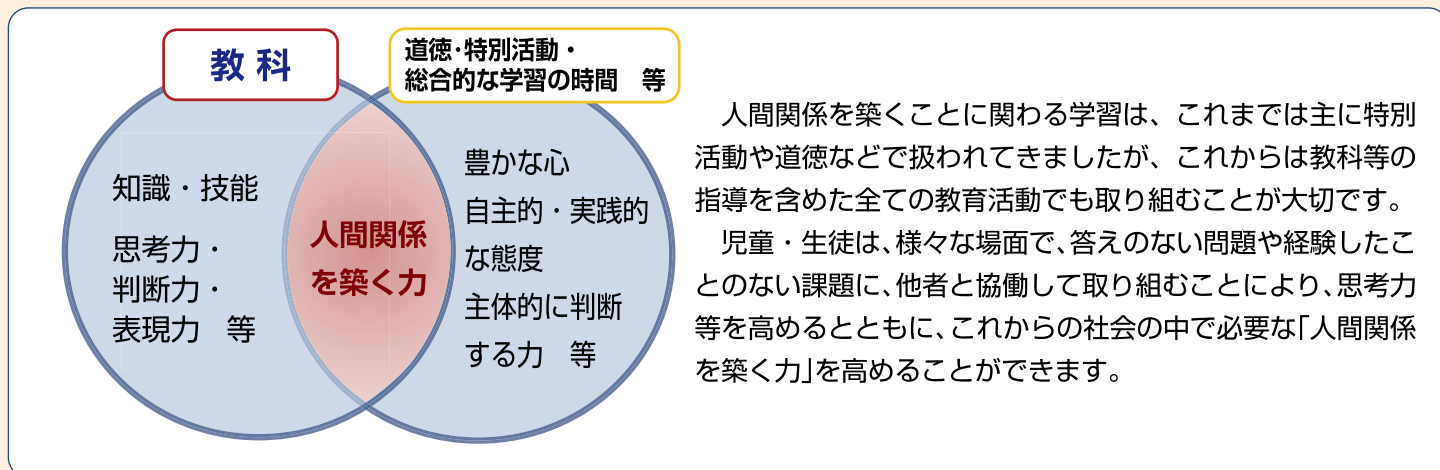 教 科
道徳・特別活動・
総合的な学習の時間　等
知識・技能
思考力・
判断力・
表現力　等
人間関係
を築く力
豊かな心
自主的・実践的
な態度
主体的に判断
する力　等
　人間関係を築くことに関わる学習は、これまでは主に特別
活動や道徳などで扱われてきましたが、これからは教科等の
指導を含めた全ての教育活動でも取り組むことが大切です。
　児童・生徒は、様々な場面で、答えのない問題や経験したこ
とのない課題に、他者と協働して取り組むことにより、思考力
等を高めるとともに、これからの社会の中で必要な「人間関係
を築く力」を高めることができます。